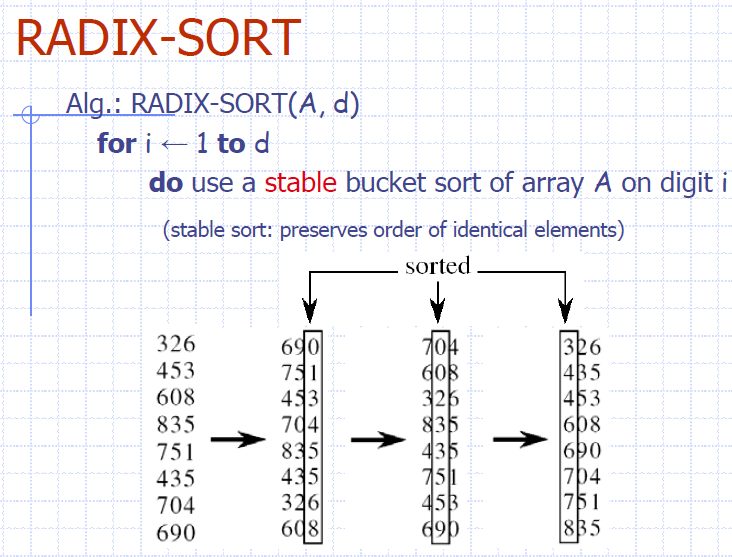 RADIX-SORT
Alg.: RADIX-SORT(A, d)
for i ← 1 to d
do use a stable bucket sort of array A on digit i
(stable sort: preserves order of identical elements)
sorted
326 690 704 326
453 751 608 435
608 453 326 453
835 704 835 608
751 835 435 690
435 435 751 704
704 326 453 751
690 608 690 835